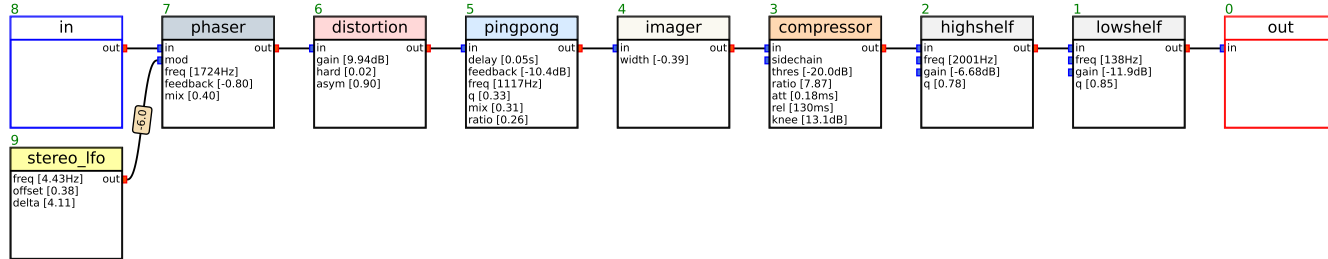 8
in
out
7
phaser
in out
mod
freq [1724Hz]
feedback [-0.80]
mix [0.40]
6
distortion
in out
gain [9.94dB]
hard [0.02]
asym [0.90]
5
pingpong
in out
delay [0.05s]
feedback [-10.4dB]
freq [1117Hz]
q [0.33]
mix [0.31]
ratio [0.26]
4
imager
in out
width [-0.39]
3
compressor
in out
sidechain
thres [-20.0dB]
ratio [7.87]
att [0.18ms]
rel [130ms]
knee [13.1dB]
2
highshelf
in out
freq [2001Hz]
gain [-6.68dB]
q [0.78]
1
lowshelf
in out
freq [138Hz]
gain [-11.9dB]
q [0.85]
0
out
in
-6.0
9
stereo_lfo
freq [4.43Hz] out
offset [0.38]
delta [4.11]